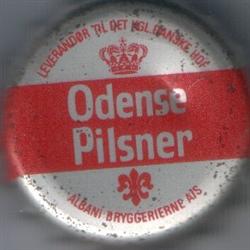 LEVERANDØR TIL DET KGL. DANSKE HOF
Odense
Pilsner
ALBANI BRYGGERIERNE A/S